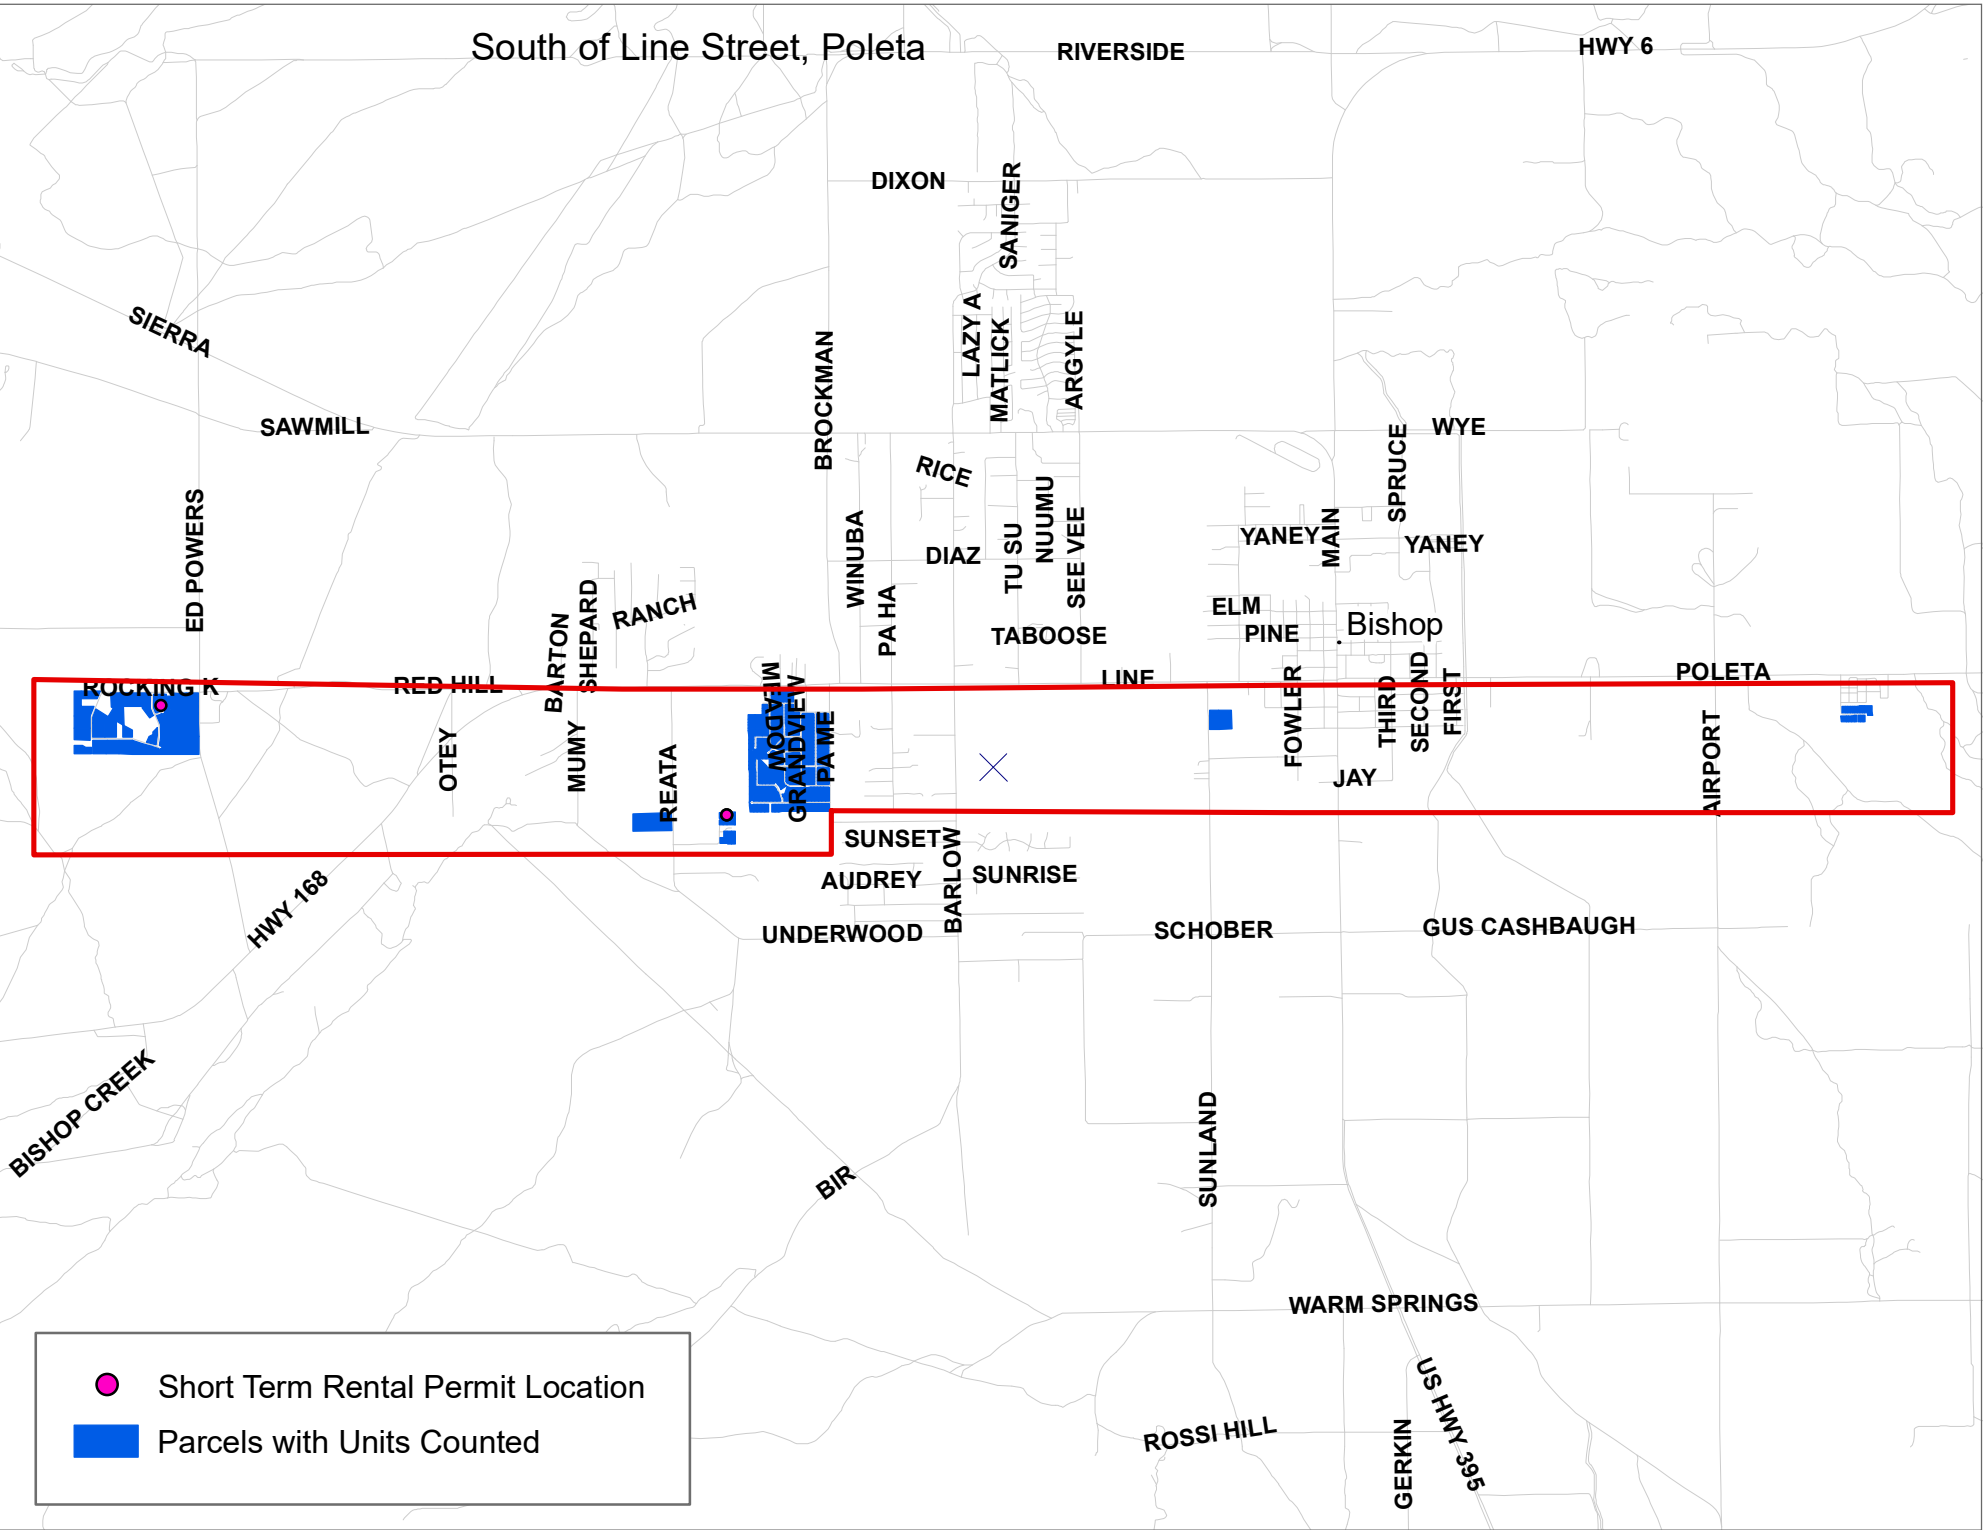 South of Line Street, Poleta
RIVERSIDE
HWY 6
DIXON
SANIGER
SIERRA
LAZY A
MATLICK
ARGYLE
BROCKMAN
SAWMILL
WYE
SPRUCE
RICE
ED POWERS
WINUBA
NUUMU
TU SU
SEE VEE
YANEY
MAIN
YANEY
DIAZ
BARTON
SHEPARD
RANCH
PA HA
ELM
PINE
Bishop
TABOOSE
ROCKING K
RED HILL
MEADOW
GRANDVIEW
PA ME
LINE
FOWLER
THIRD
SECOND
FIRST
POLETA
OTEY
MUMY
REATA
JAY
AIRPORT
SUNSET
BARLOW
AUDREY
SUNRISE
HWY 168
UNDERWOOD
SCHOBER
GUS CASHBAUGH
BISHOP CREEK
BIR
SUNLAND
WARM SPRINGS
US HWY 395
ROSSI HILL
GERKIN
Short Term Rental Permit Location
Parcels with Units Counted